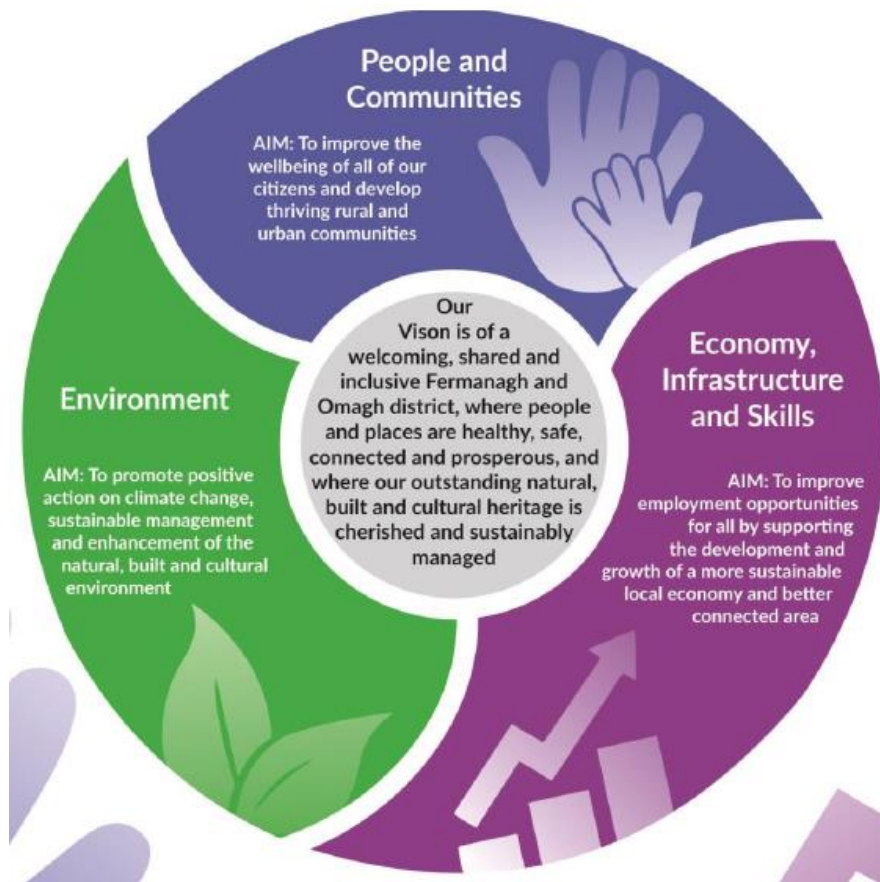 People and
Communities
AIM: To improve the
wellbeing of all of our
citizens and develop
thriving rural and
urban communities
Economy,
Infrastructure
and Skills
AIM: To improve
employment opportunities
for all by supporting
the development and
growth of a more sustainable
local economy and better
connected area
Environment
AIM: To promote positive
action on climate change,
sustainable management
and enhancement of the
natural, built and cultural
environment
Our
Vison is of a
welcoming, shared and
inclusive Fermanagh and
Omagh district, where people
and places are healthy, safe,
connected and prosperous, and
where our outstanding natural,
built and cultural heritage is
cherished and sustainably
managed